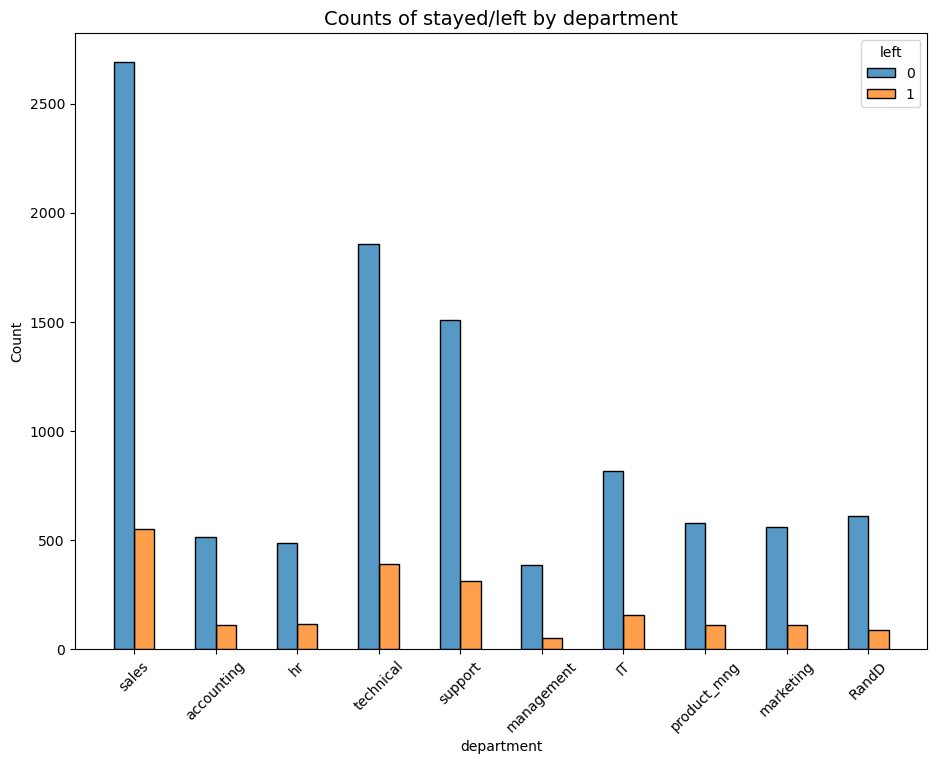 Counts of stayed/left by department
left
0
1
Count
2500
2000
1500
1000
500
0
sales
accounting
hr
technical
support
management
IT
product_mng
marketing
RandD
department